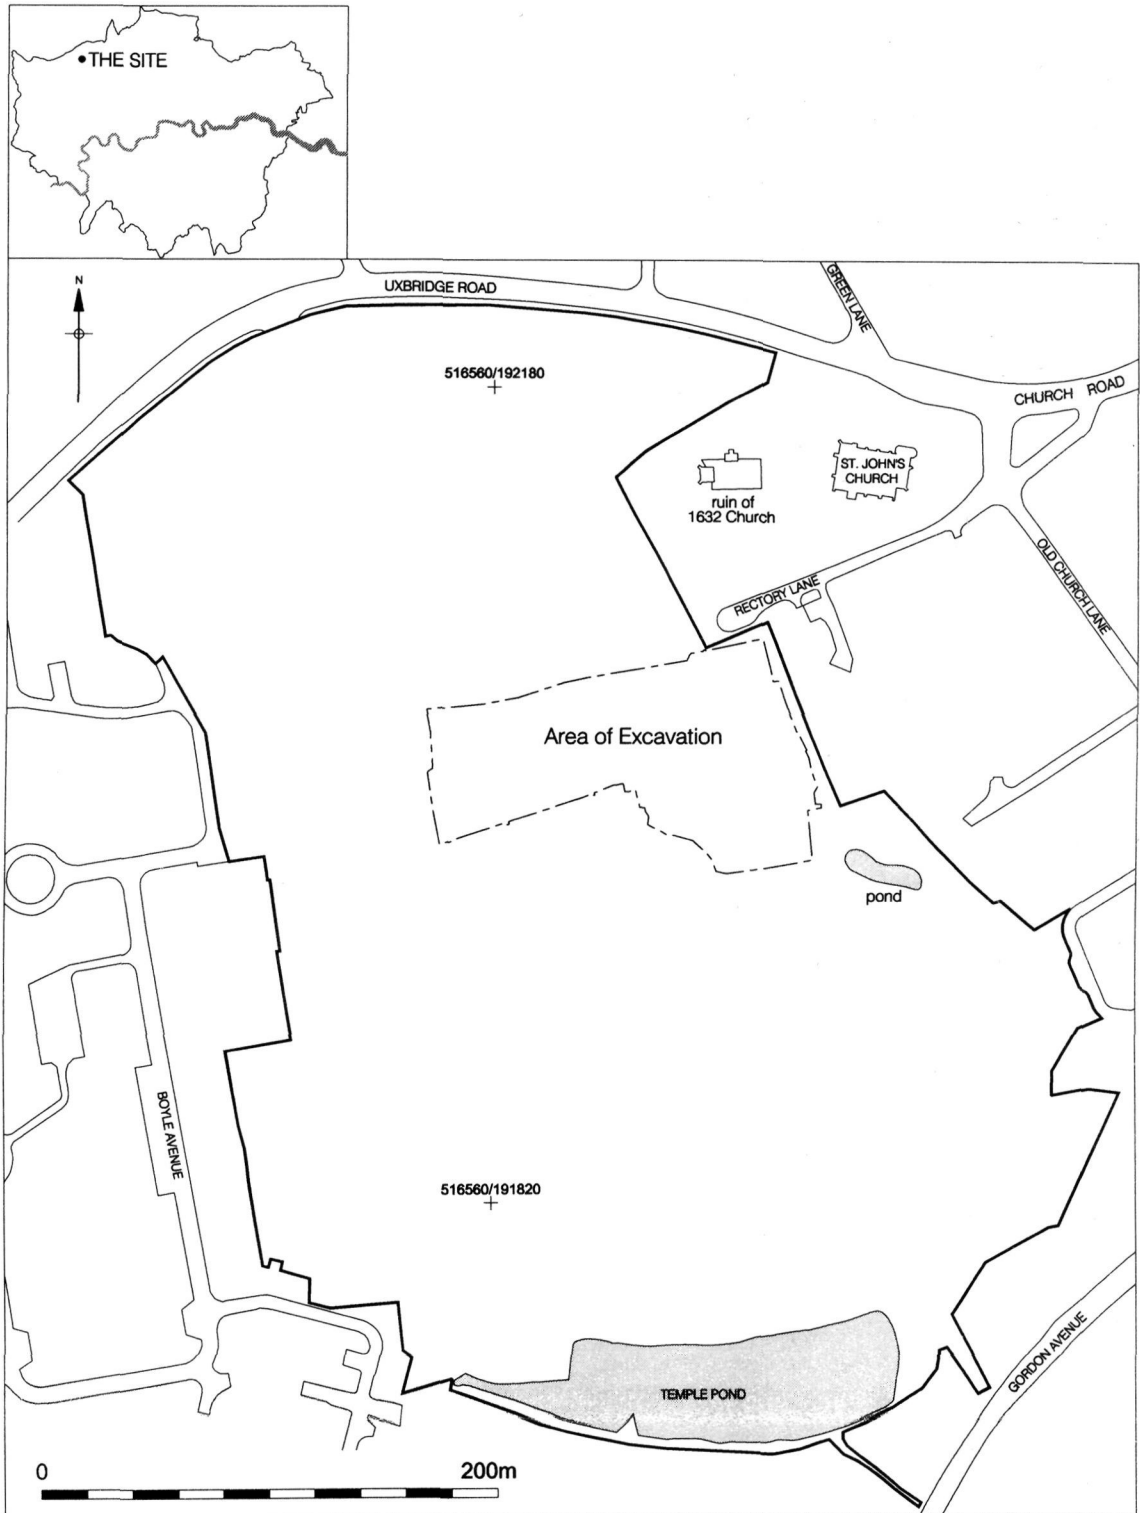 THE SITE
N
UXBRIDGE ROAD
GREEN LANE
516560/192180
CHURCH ROAD
ST. JOHN'S
CHURCH
ruin of
1632 Church
OLD CHURCH LANE
RECTORY LANE
Area of Excavation
pond
BOYLE AVENUE
516560/191820
GORDON AVENUE
TEMPLE POND
0
200m